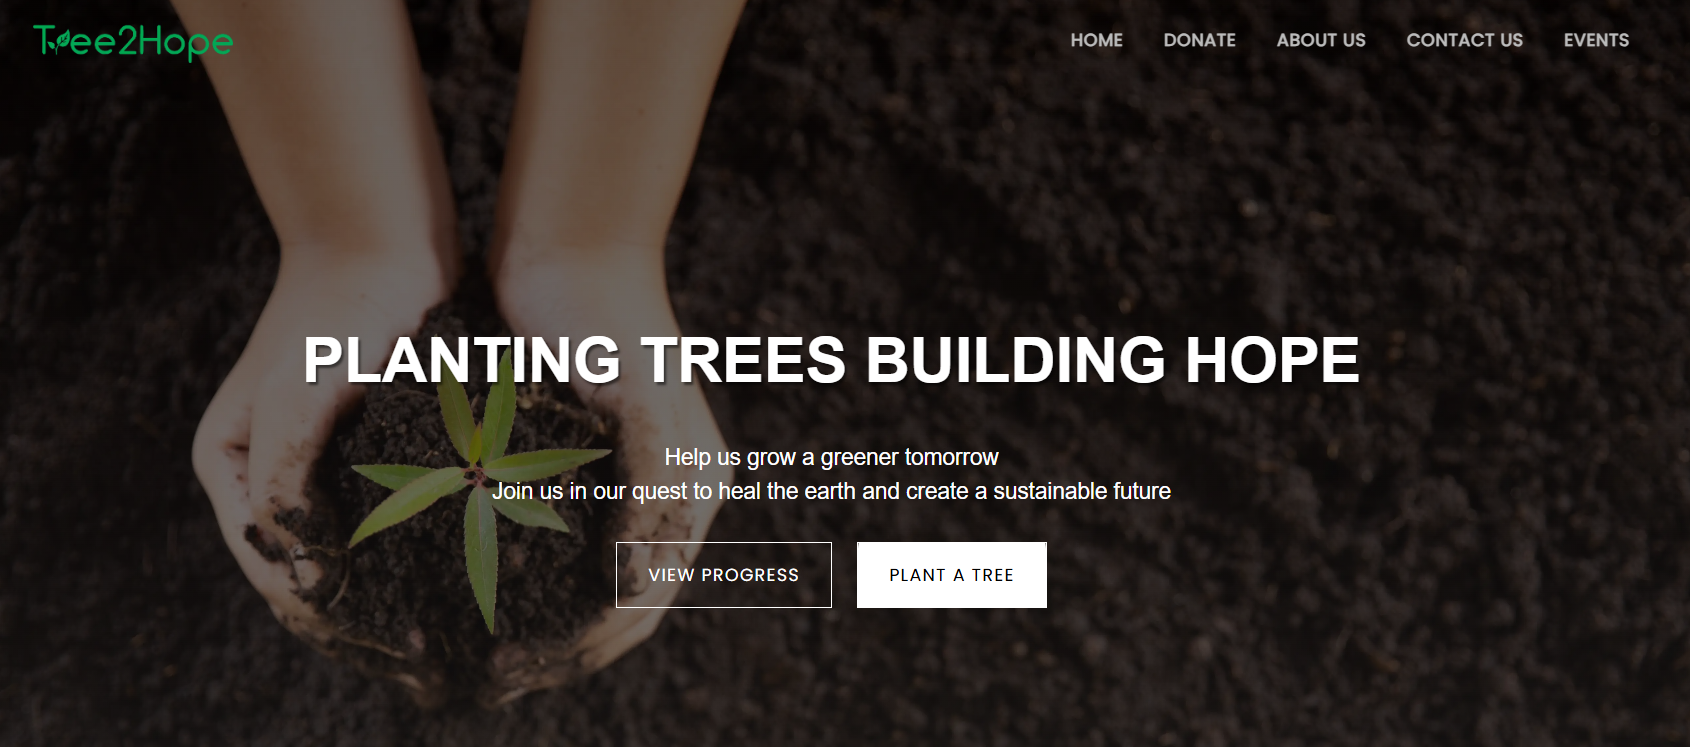 Tree2Hope
HOME DONATE ABOUT US CONTACT US EVENTS
PLANTING TREES BUILDING HOPE
Help us grow a greener tomorrow
Join us in our quest to heal the earth and create a sustainable future
VIEW PROGRESS PLANT A TREE